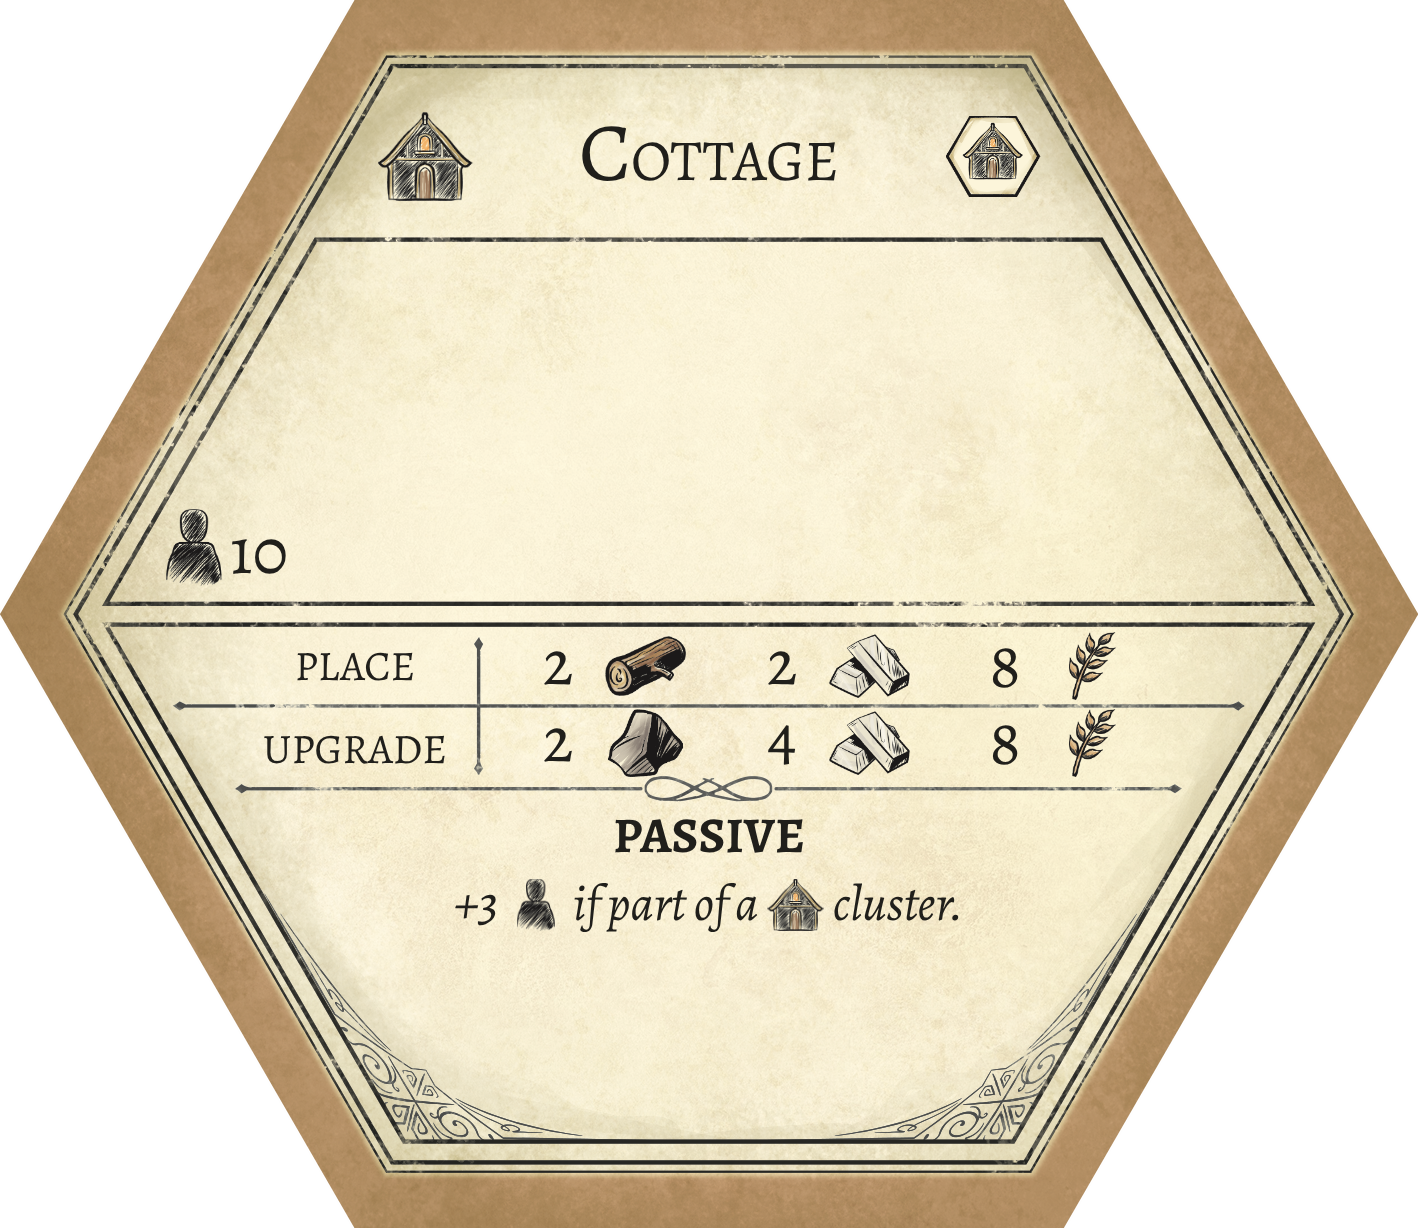 Cottage
10
PLACE 2 2 8
UPGRADE 2 4 8
PASSIVE
+3 if part of a cluster.